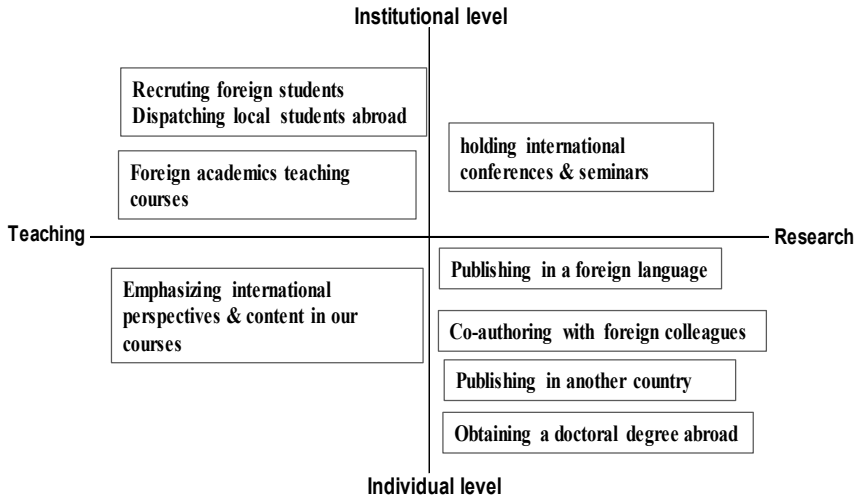 Institutional level
Recruting foreign students
Dispatching local students abroad
holding international
conferences & seminars
Foreign academics teaching
courses
Teaching
Research
Publishing in a foreign language
Emphasizing international
perspectives & content in our
courses
Co-authoring with foreign colleagues
Publishing in another country
Obtaining a doctoral degree abroad
Individual level